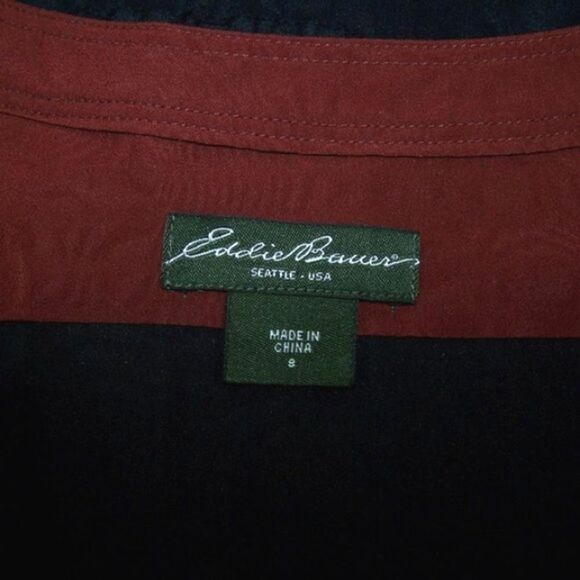 Eddie Bauer
SEATTLE - USA
MADE IN
CHINA
8